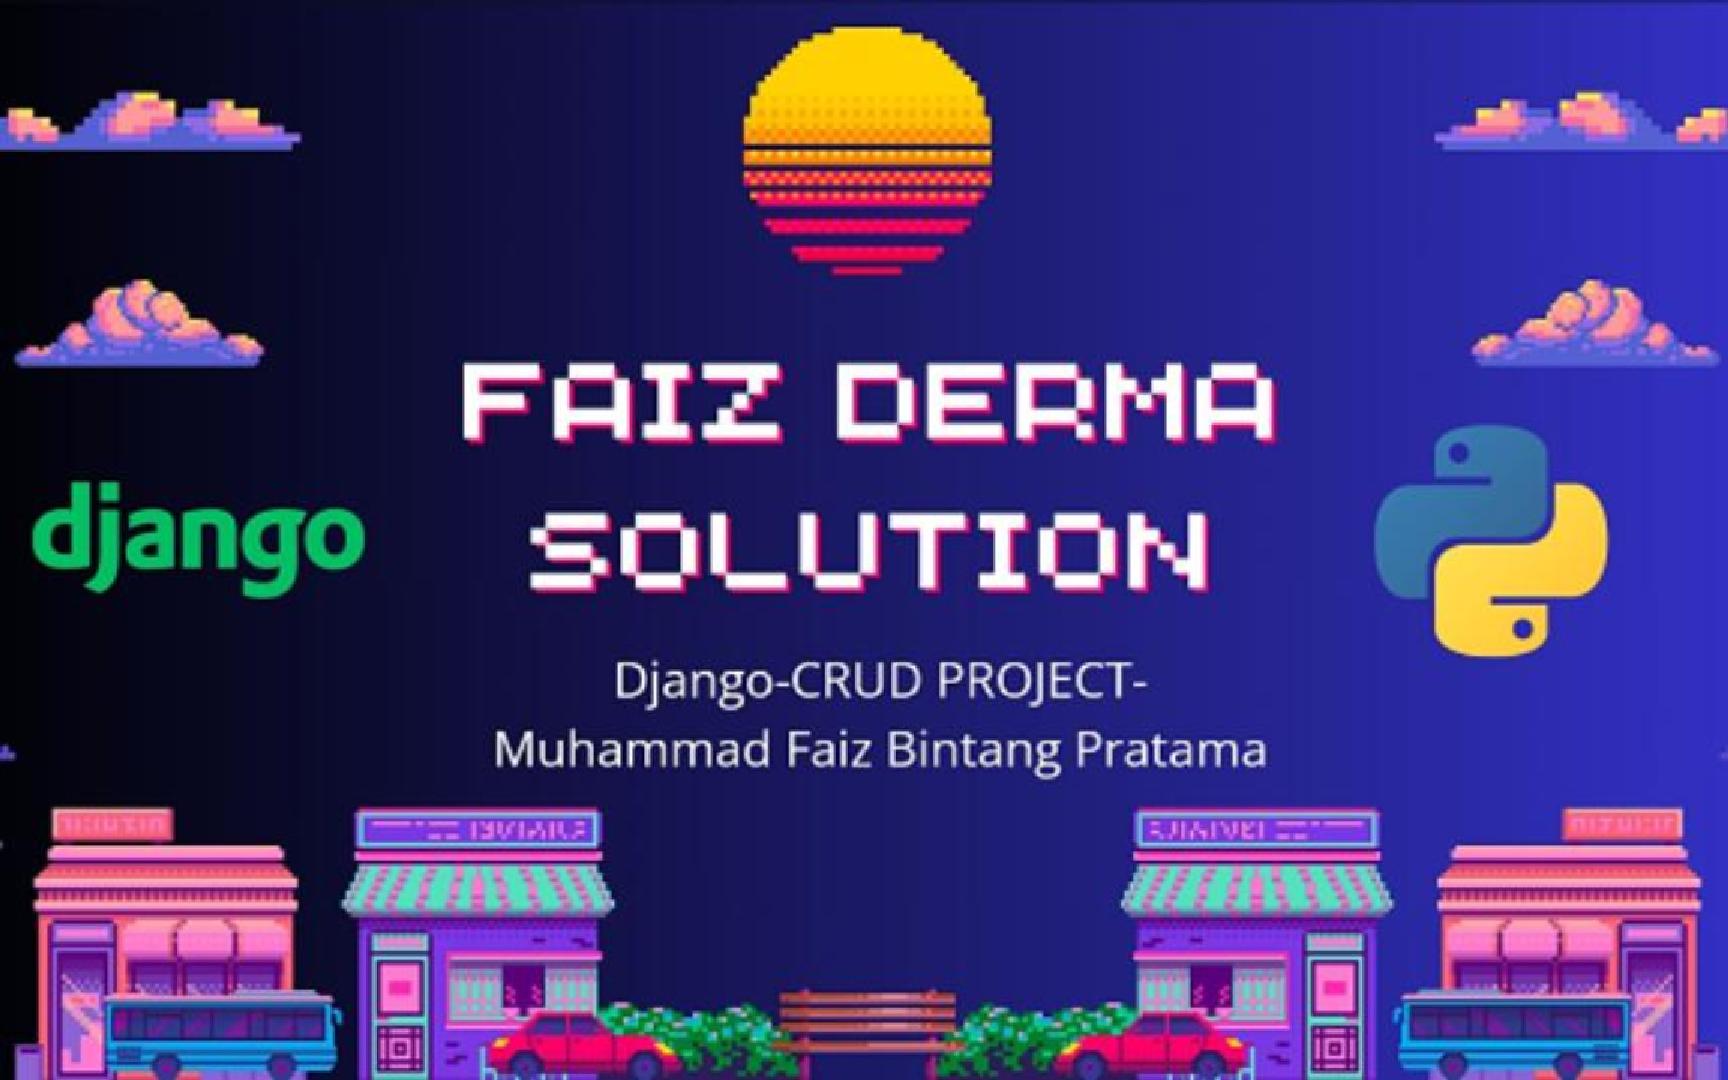 FAIZ DERMA
SOLUTION
django
Django-CRUD PROJECT-
Muhammad Faiz Bintang Pratama